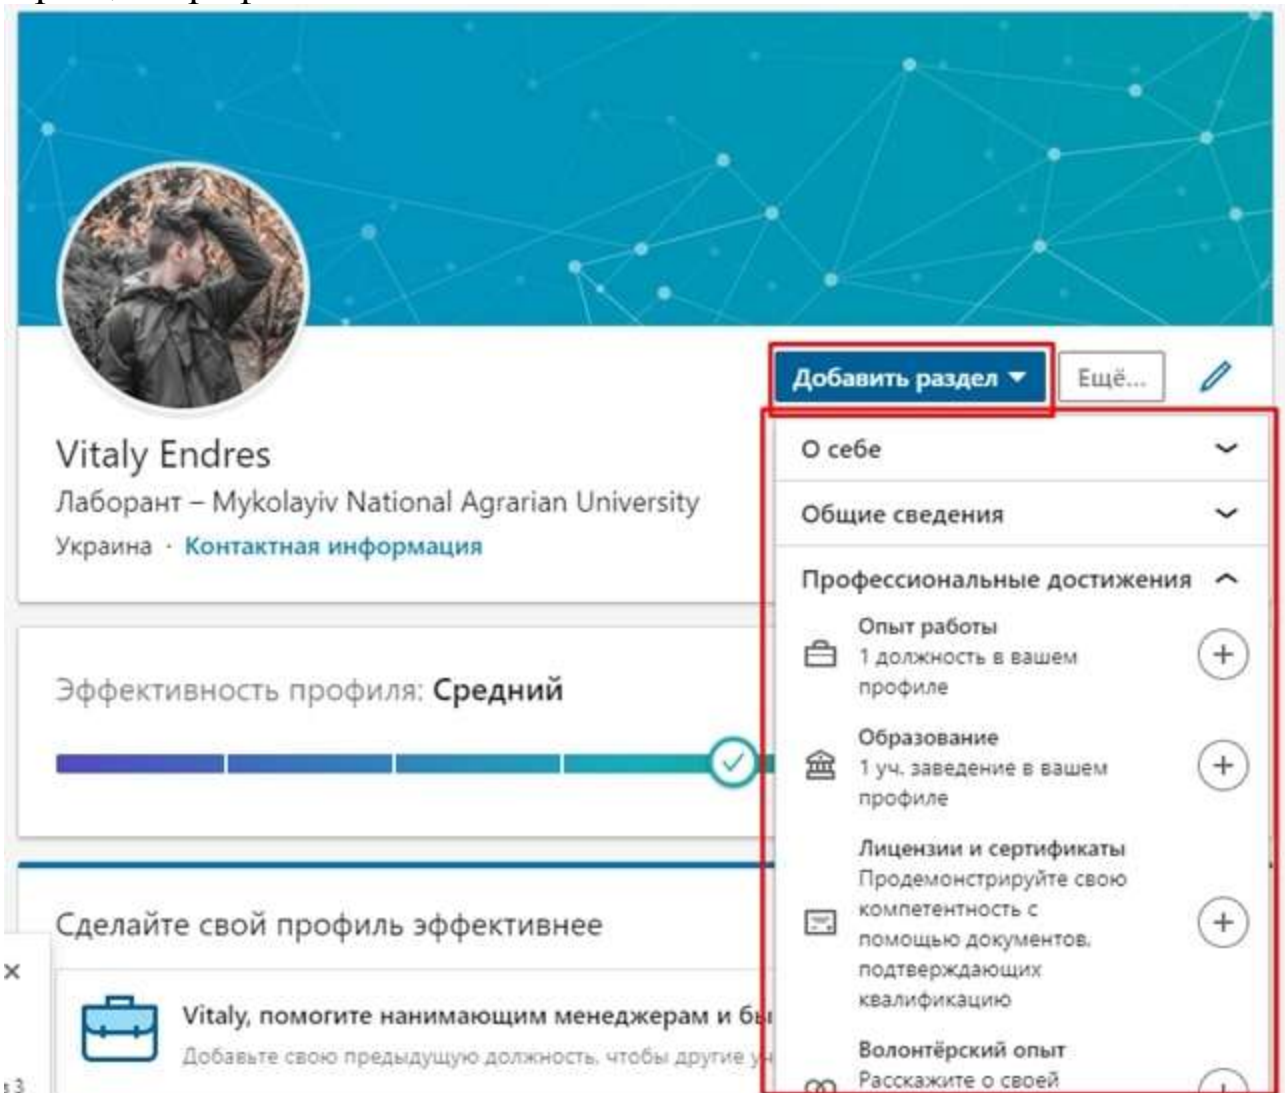 Добавить раздел
Ещё...
Vitaly Endres
Лаборант – Mykolayiv National Agrarian University
Украина · Контактная информация
Эффективность профиля: Средний
Сделайте свой профиль эффективнее
Vitaly, помогите нанимающим менеджерам и бы
Добавьте свою предыдущую должность, чтобы другие
О себе
Общие сведения
Профессиональные достижения
Опыт работы
1 должность в вашем
профиле
Образование
1 уч. заведение в вашем
профиле
Лицензии и сертификаты
Продемонстрируйте свою
компетентность с
помощью документов,
подтверждающих
квалификацию
Волонтёрский опыт
Расскажите о своей